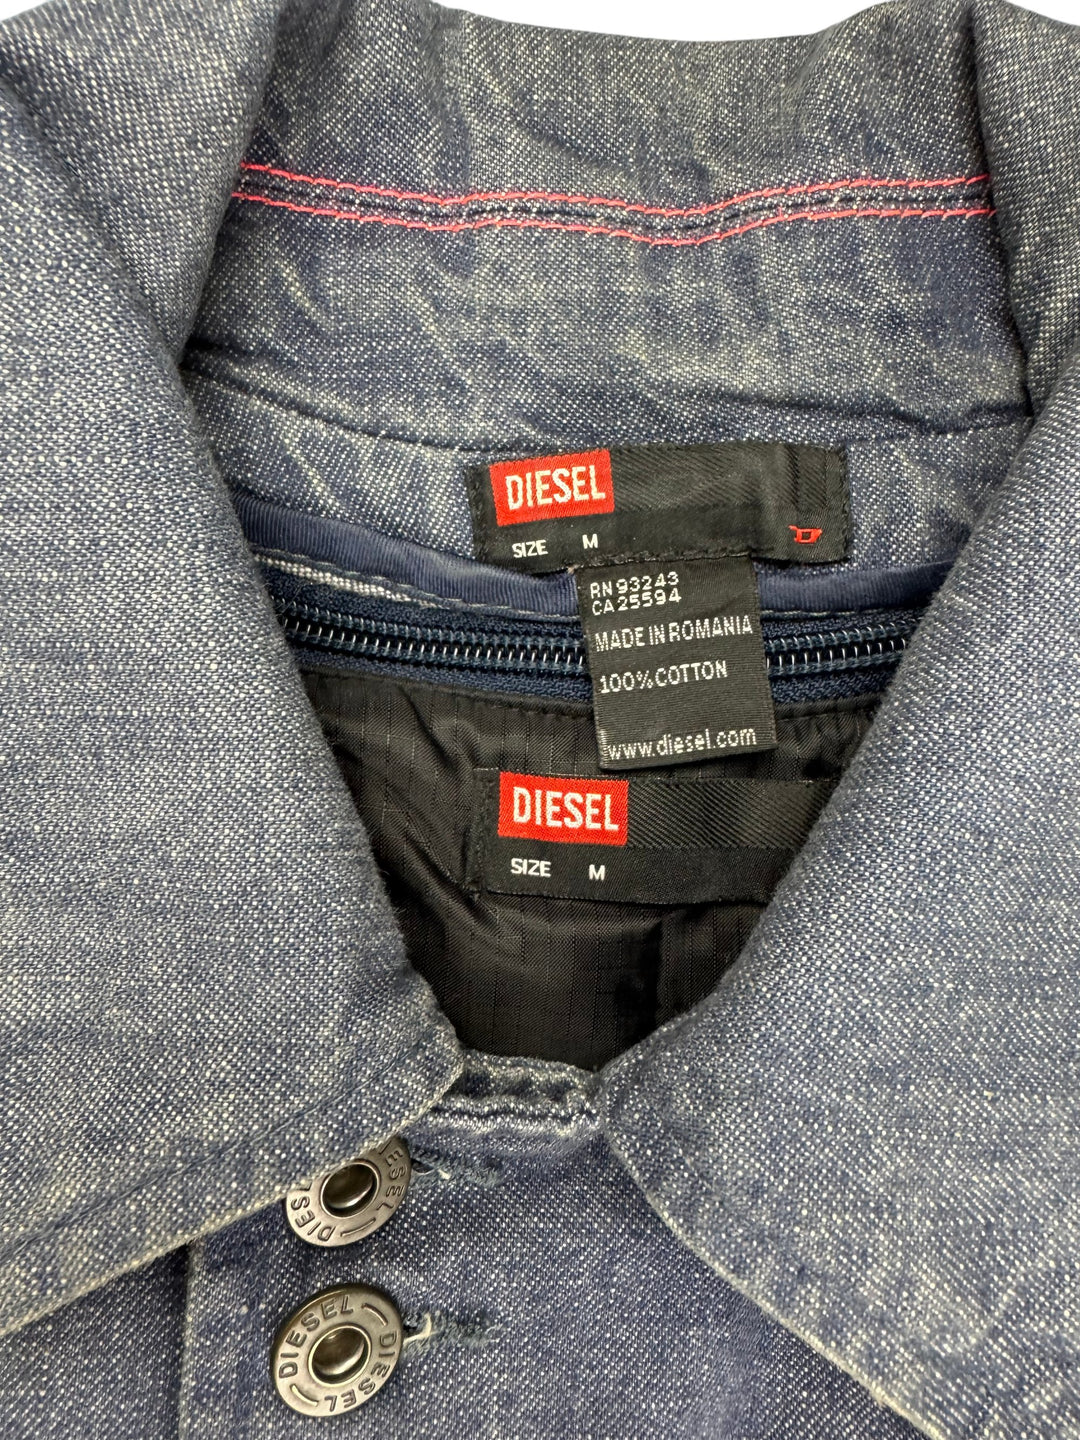 DIESEL
SIZE M
RN 93243
CA 25594
MADE IN ROMANIA
100% COTTON
www.diesel.com
DIESEL
SIZE M
DIESEL DIESEL
DIESEL DIESEL DIESEL